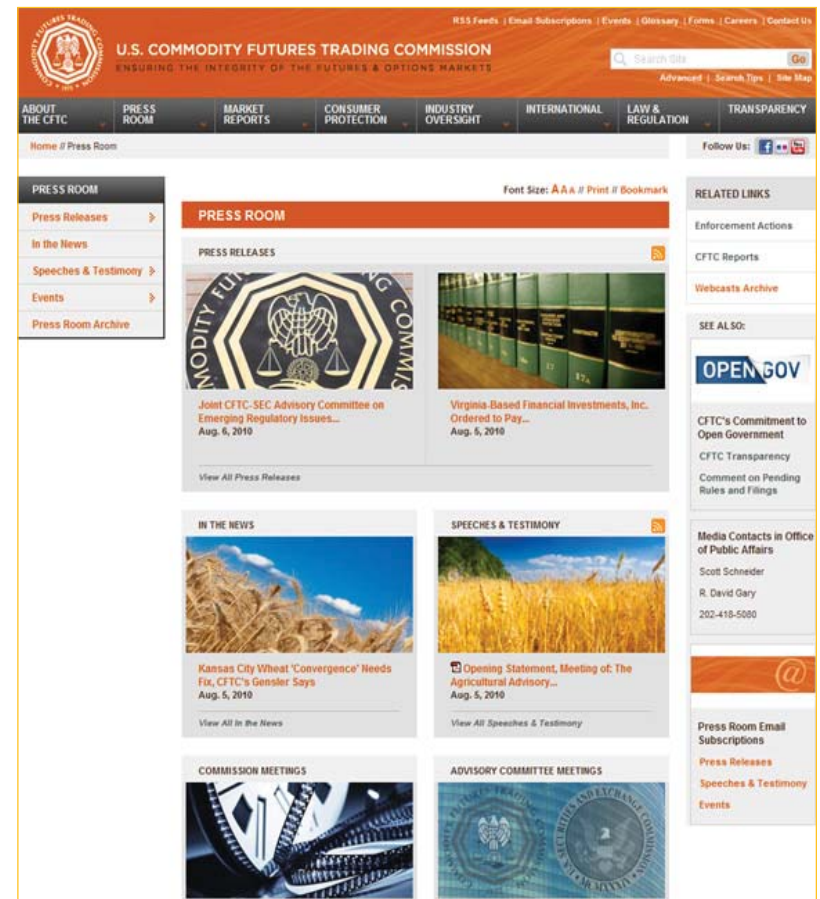 RSS Feeds | Email Subscriptions | Events | Glossary | Forms | Careers | Contact Us
U.S. COMMODITY FUTURES TRADING COMMISSION
ENSURING THE INTEGRITY OF THE FUTURES & OPTIONS MARKETS
Search Site
Go
Advanced | Search Tips | Site Map
ABOUT THE CFTC
PRESS ROOM
MARKET REPORTS
CONSUMER PROTECTION
INDUSTRY OVERSIGHT
INTERNATIONAL
LAW & REGULATION
TRANSPARENCY
Home // Press Room
Follow Us:
PRESS ROOM
Press Releases
In the News
Speeches & Testimony
Events
Press Room Archive
Font Size: A A A // Print // Bookmark
PRESS ROOM
PRESS RELEASES
Joint CFTC-SEC Advisory Committee on
Emerging Regulatory Issues...
Aug. 6, 2010
Virginia-Based Financial Investments, Inc.
Ordered to Pay...
Aug. 5, 2010
View All Press Releases
IN THE NEWS
Kansas City Wheat 'Convergence' Needs
Fix, CFTC's Gensler Says
Aug. 5, 2010
View All In the News
SPEECHES & TESTIMONY
Opening Statement, Meeting of: The
Agricultural Advisory...
Aug. 5, 2010
View All Speeches & Testimony
COMMISSION MEETINGS
ADVISORY COMMITTEE MEETINGS
RELATED LINKS
Enforcement Actions
CFTC Reports
Webcasts Archive
SEE ALSO:
OPEN GOV
CFTC's Commitment to
Open Government
CFTC Transparency
Comment on Pending
Rules and Filings
Media Contacts in Office
of Public Affairs
Scott Schneider
R. David Gary
202-418-5080
@
Press Room Email
Subscriptions
Press Releases
Speeches & Testimony
Events